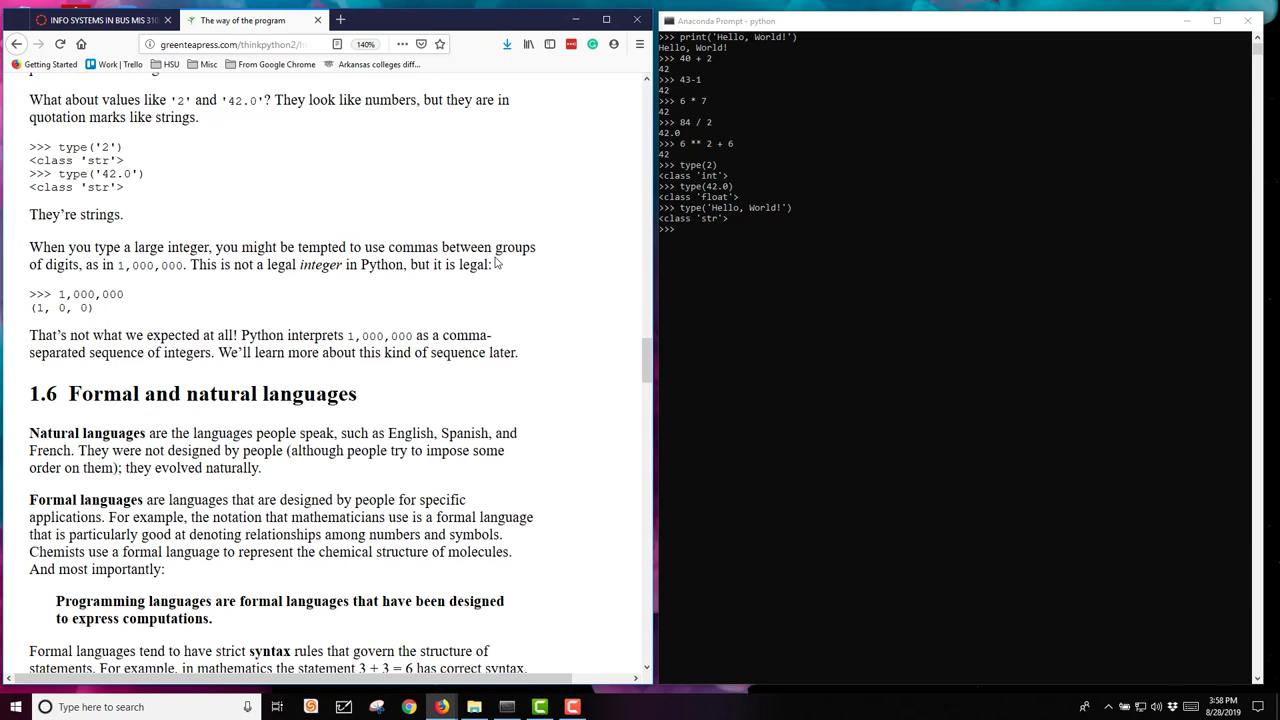 INFO SYSTEMS IN BUS MIS 310
The way of the program
greenteapress.com/thinkpython2/h
140%
Getting Started
Work | Trello
HSU
Misc
From Google Chrome
Arkansas colleges diff...
What about values like '2' and '42.0'? They look like numbers, but they are in
quotation marks like strings.
>>> type('2')
<class 'str'>
>>> type('42.0')
<class 'str'>
They're strings.
When you type a large integer, you might be tempted to use commas between groups
of digits, as in 1,000,000. This is not a legal integer in Python, but it is legal:
>>> 1,000,000
(1, 0, 0)
That's not what we expected at all! Python interprets 1,000,000 as a comma-
separated sequence of integers. We'll learn more about this kind of sequence later.
1.6 Formal and natural languages
Natural languages are the languages people speak, such as English, Spanish, and
French. They were not designed by people (although people try to impose some
order on them); they evolved naturally.
Formal languages are languages that are designed by people for specific
applications. For example, the notation that mathematicians use is a formal language
that is particularly good at denoting relationships among numbers and symbols.
Chemists use a formal language to represent the chemical structure of molecules.
And most importantly:
Programming languages are formal languages that have been designed
to express computations.
Formal languages tend to have strict syntax rules that govern the structure of
statements. For example, in mathematics the statement 3 + 3 = 6 has correct syntax,
Anaconda Prompt - python
>>> print('Hello, World!')
Hello, World!
>>> 40 + 2
42
>>> 43-1
42
>>> 6 * 7
42
>>> 84 / 2
42.0
>>> 6 ** 2 + 6
42
>>> type(2)
<class 'int'>
>>> type(42.0)
<class 'float'>
>>> type('Hello, World!')
<class 'str'>
>>>
Type here to search
3:58 PM
8/28/2019